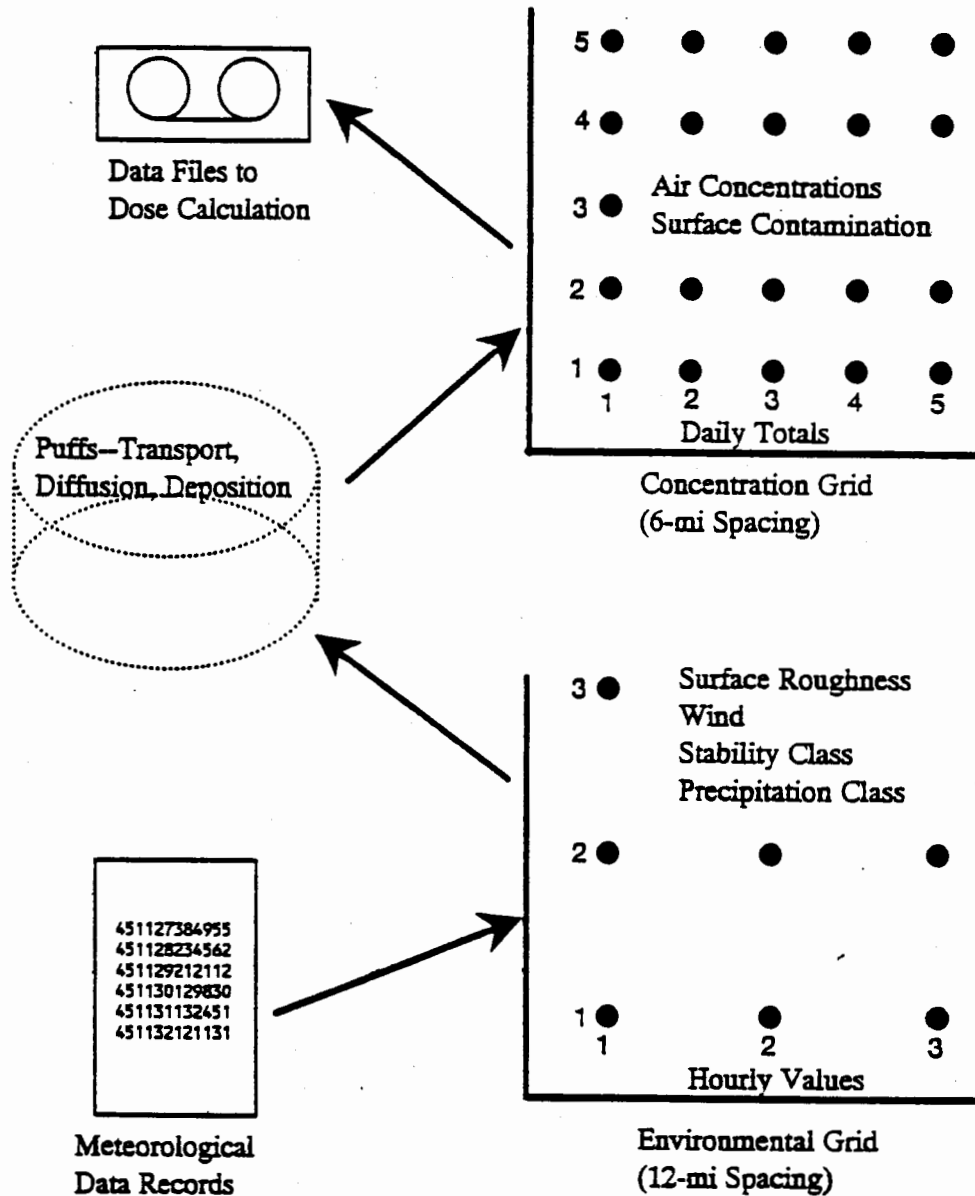 Data Files to
Dose Calculation
5
4
3 Air Concentrations
Surface Contamination
2
1
1 2 3 4 5
Daily Totals
Concentration Grid
(6-mi Spacing)
Puffs–Transport,
Diffusion, Deposition
3 Surface Roughness
Wind
Stability Class
Precipitation Class
2
1
1 2 3
Hourly Values
Environmental Grid
(12-mi Spacing)
451127384955
451128234562
451129212112
451130129830
451131132451
451132121131
Meteorological
Data Records